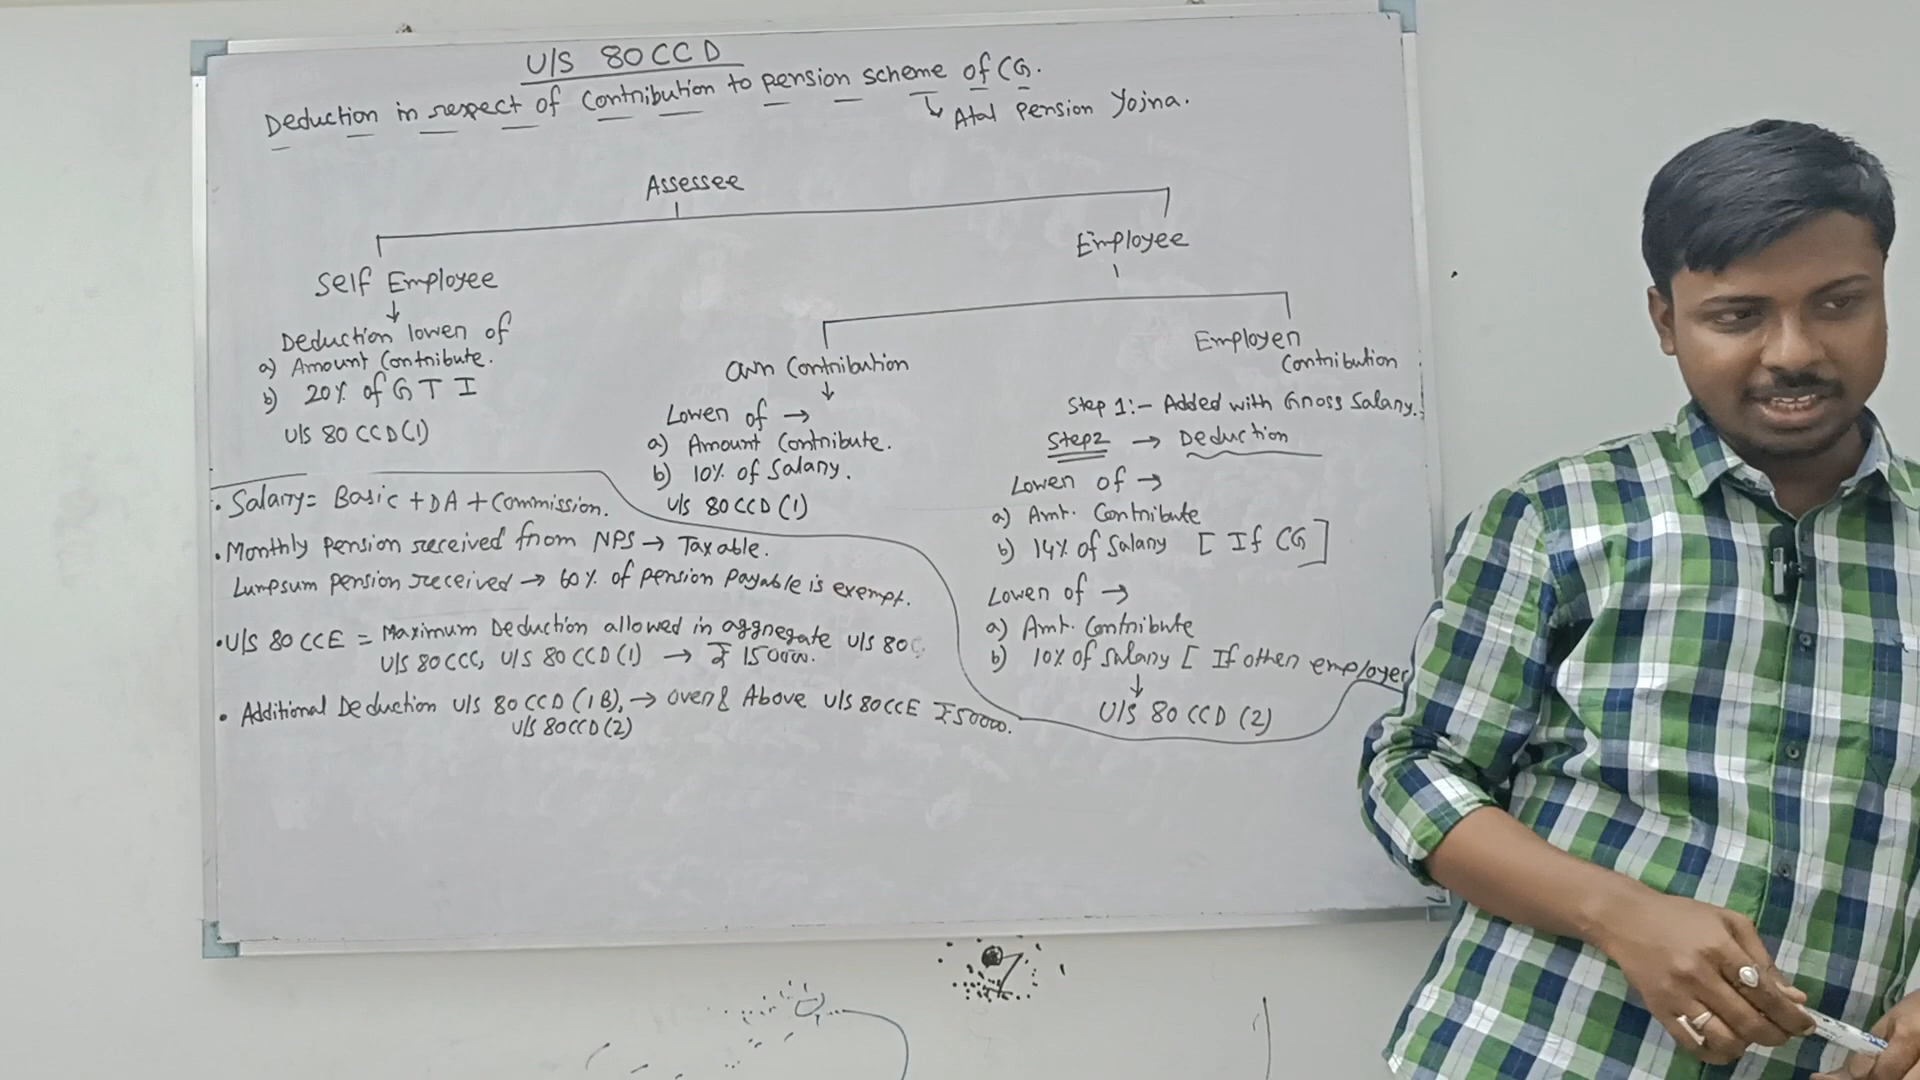 U/S 80 CCD
Deduction in respect of Contribution to pension scheme of CG.
↳ Atal Pension Yojna.
Assessee
Self Employee
Deduction lower of
a) Amount Contribute.
b) 20% of G T I
U/S 80 CCD(1)
Employee
Own Contribution
Lower of →
a) Amount Contribute.
b) 10% of Salary.
U/S 80 CCD (1)
Employer
Contribution
Step 1:- Added with Gross Salary.
Step2 → Deduction
Lower of →
a) Amt. Contribute
b) 14% of Salary [ If CG ]
Lower of →
a) Amt. Contribute
b) 10% of Salary [ If other employer
U/S 80 CCD (2)
• Salary = Basic + DA + Commission.
• Monthly Pension received from NPS → Taxable.
Lumpsum pension received → 60% of pension payable is exempt.
• U/S 80 CCE = Maximum Deduction allowed in aggregate U/S 80C
U/S 80CCC, U/S 80 CCD(1) → ₹ 150000.
• Additional Deduction U/S 80 CCD (1B), → Over & Above U/S 80CCE ₹50000.
U/S 80CCD(2)